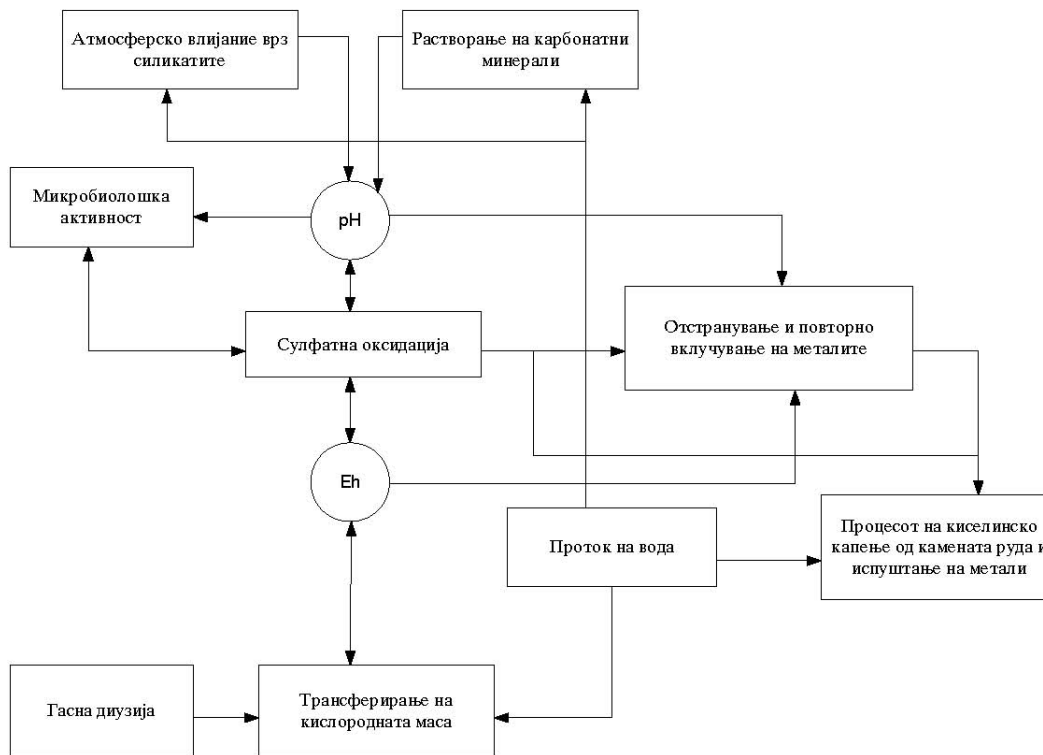 Атмосферско влијание врз
силикатите
Растворање на карбонатни
минерали
Микробиолошка
активност
pH
Сулфатна оксидација
Отстранување и повторно
вклучување на металите
Eh
Проток на вода
Процесот на киселинско
капење од камената руда и
испуштање на метали
Гасна диузија
Трансферирање на
кислородната маса